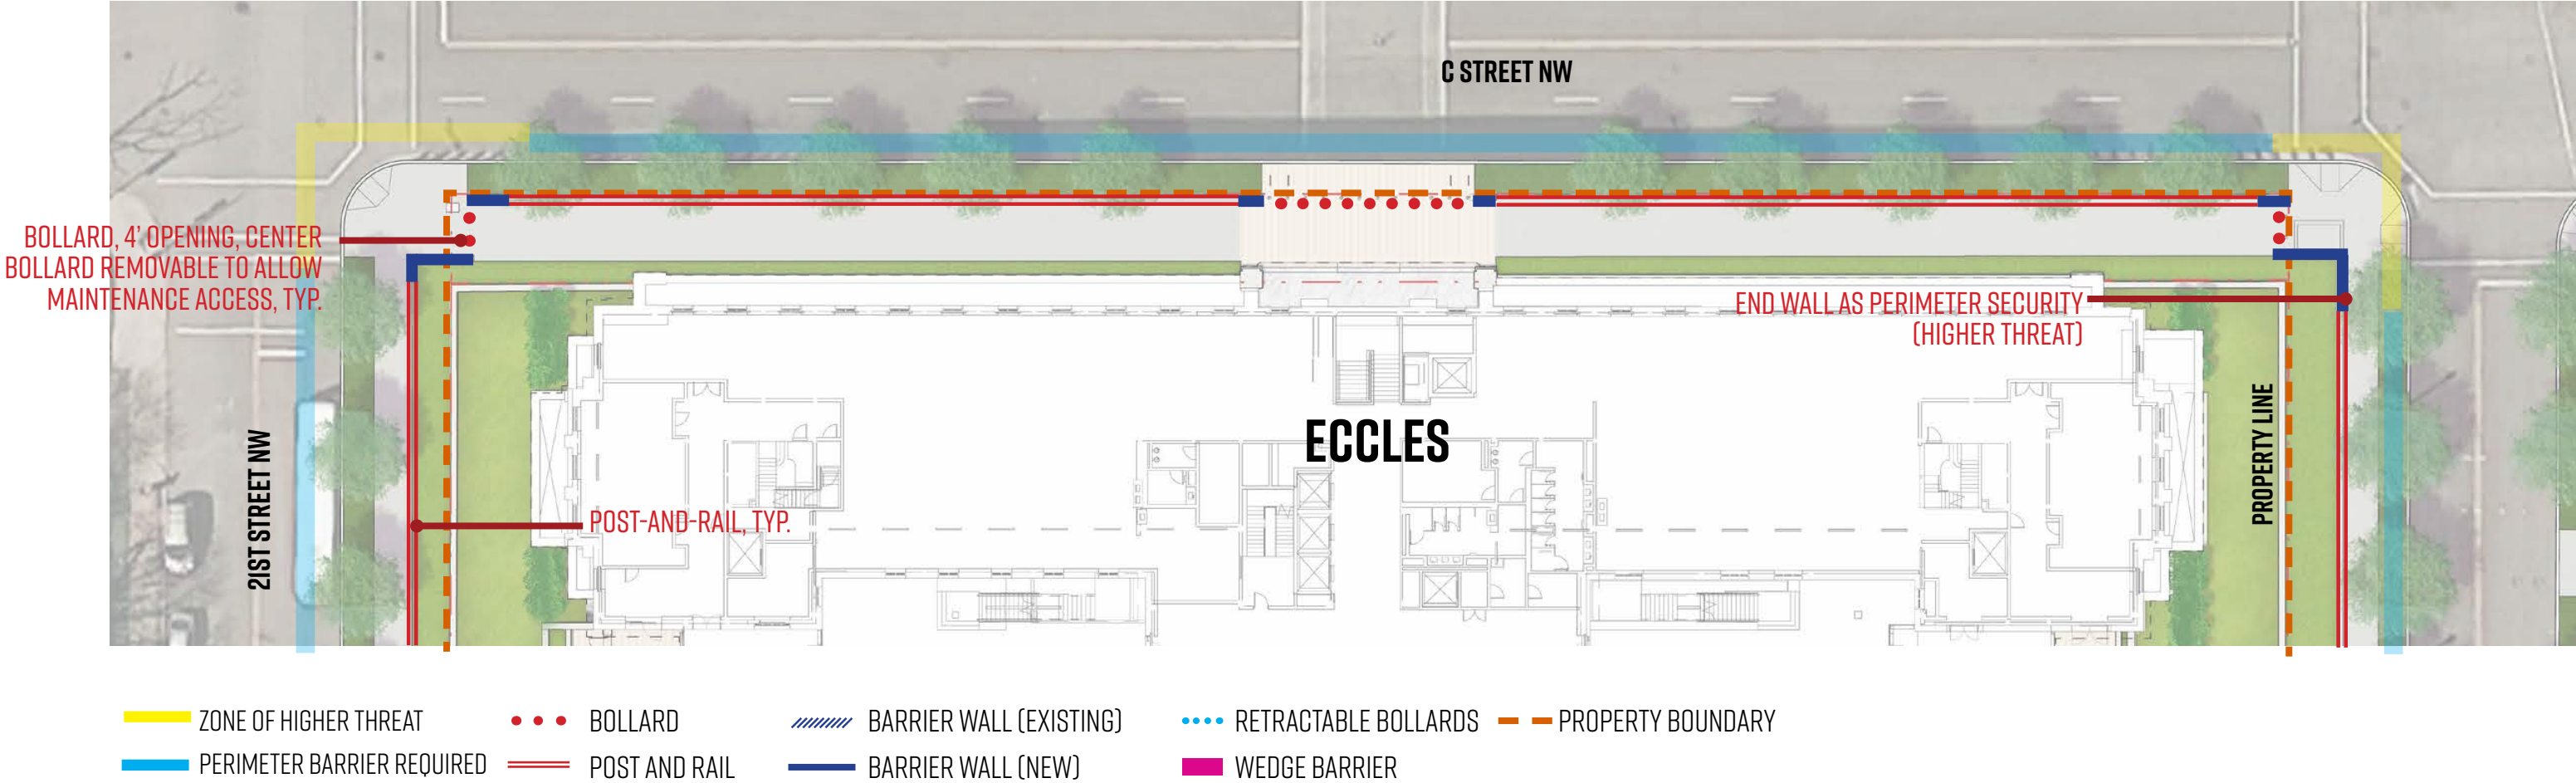 C STREET NW
BOLLARD, 4' OPENING, CENTER
BOLLARD REMOVABLE TO ALLOW
MAINTENANCE ACCESS, TYP.
END WALL AS PERIMETER SECURITY
(HIGHER THREAT)
ECCLES
PROPERTY LINE
21ST STREET NW
POST-AND-RAIL, TYP.
ZONE OF HIGHER THREAT
BOLLARD
BARRIER WALL (EXISTING)
RETRACTABLE BOLLARDS
PROPERTY BOUNDARY
PERIMETER BARRIER REQUIRED
POST AND RAIL
BARRIER WALL (NEW)
WEDGE BARRIER